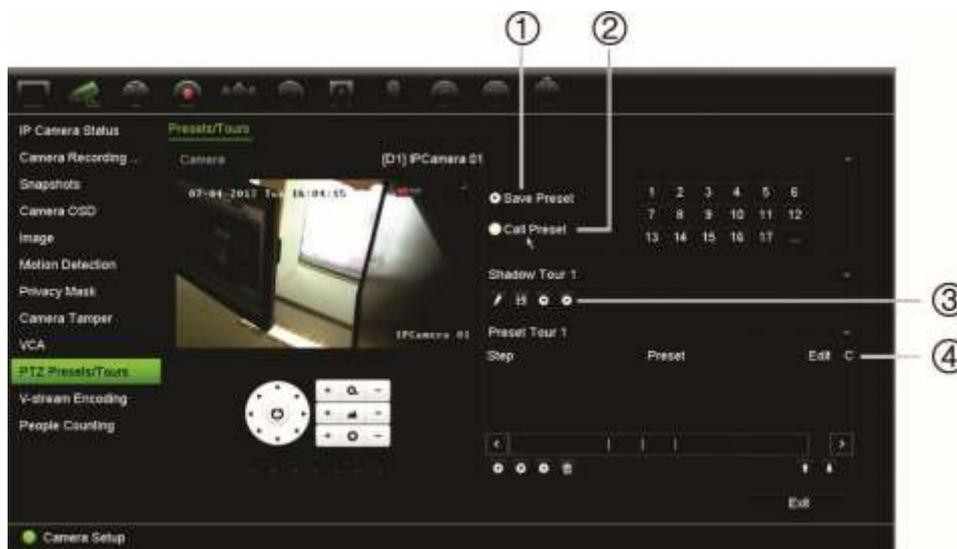 ① ②
IP Camera Status
Camera Recording ...
Snapshots
Camera OSD
Image
Motion Detection
Privacy Mask
Camera Tamper
VCA
PTZ Presets/Tours
V-stream Encoding
People Counting
Presets/Tours
Camera [D1] IPCamera 01
07-04-2017 Tue 16:04:15
IPCamera 01
Save Preset
Call Preset
1 2 3 4 5 6
7 8 9 10 11 12
13 14 15 16 17 ...
Shadow Tour 1
③
Preset Tour 1
Step Preset Edit C
④
Exit
Camera Setup